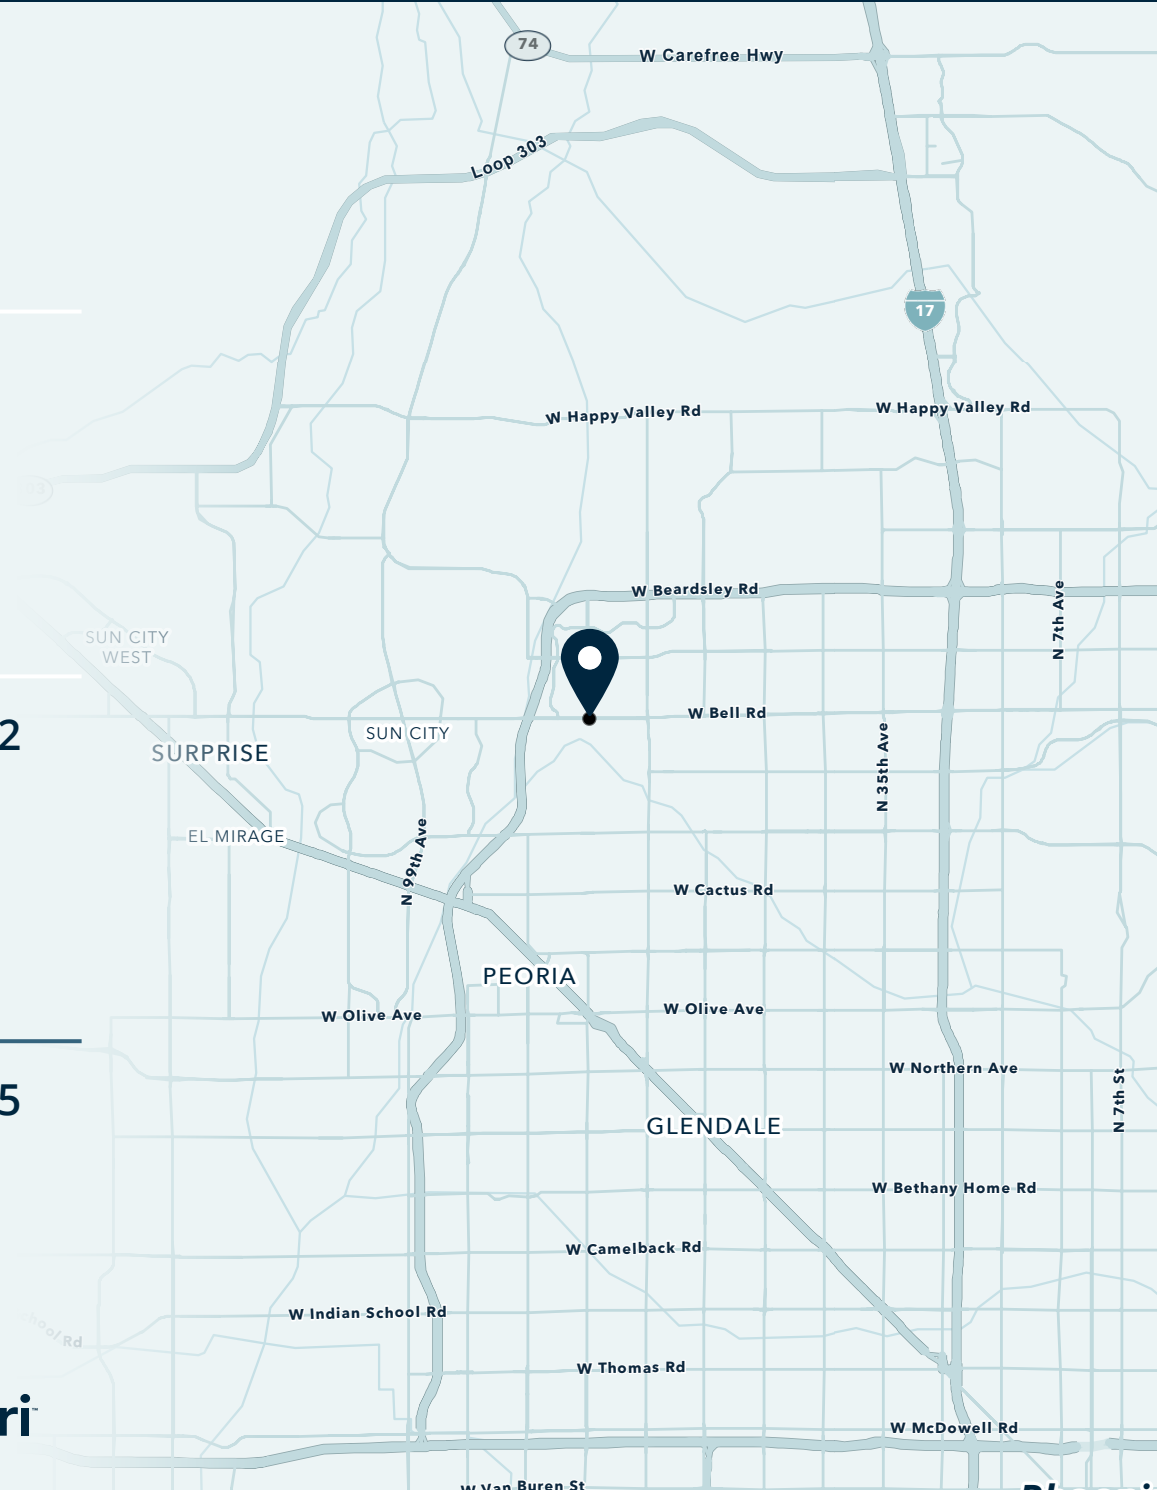 74
W Carefree Hwy
Loop 303
17
W Happy Valley Rd
W Happy Valley Rd
W Beardsley Rd
N 7th Ave
SUN CITY
WEST
2
W Bell Rd
SUN CITY
SURPRISE
N 35th Ave
EL MIRAGE
N 99th Ave
W Cactus Rd
PEORIA
W Olive Ave
W Olive Ave
W Northern Ave
5
N 7th St
GLENDALE
W Bethany Home Rd
W Camelback Rd
W Indian School Rd
hool Rd
W Thomas Rd
ri™
W McDowell Rd
W Van Buren St